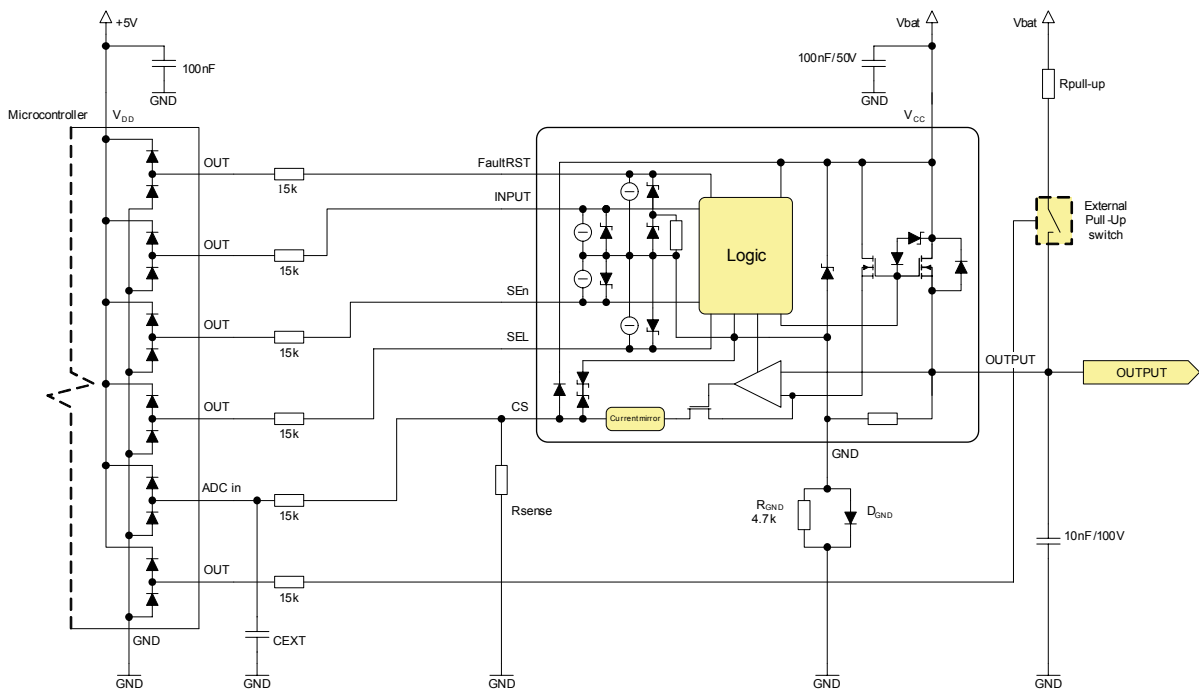 +5V
Vbat
Vbat
100nF
100nF/50V
GND
GND
Rpull-up
Microcontroller
VDD
VCC
OUT
15k
FaultRST
INPUT
OUT
15k
SEn
OUT
15k
SEL
OUT
15k
CS
ADC in
15k
OUT
15k
Logic
Currentmirror
External
Pull-Up
switch
OUTPUT
OUTPUT
GND
Rsense
RGND
4.7k
DGND
10nF/100V
GND
CEXT
GND
GND
GND
GND
GND